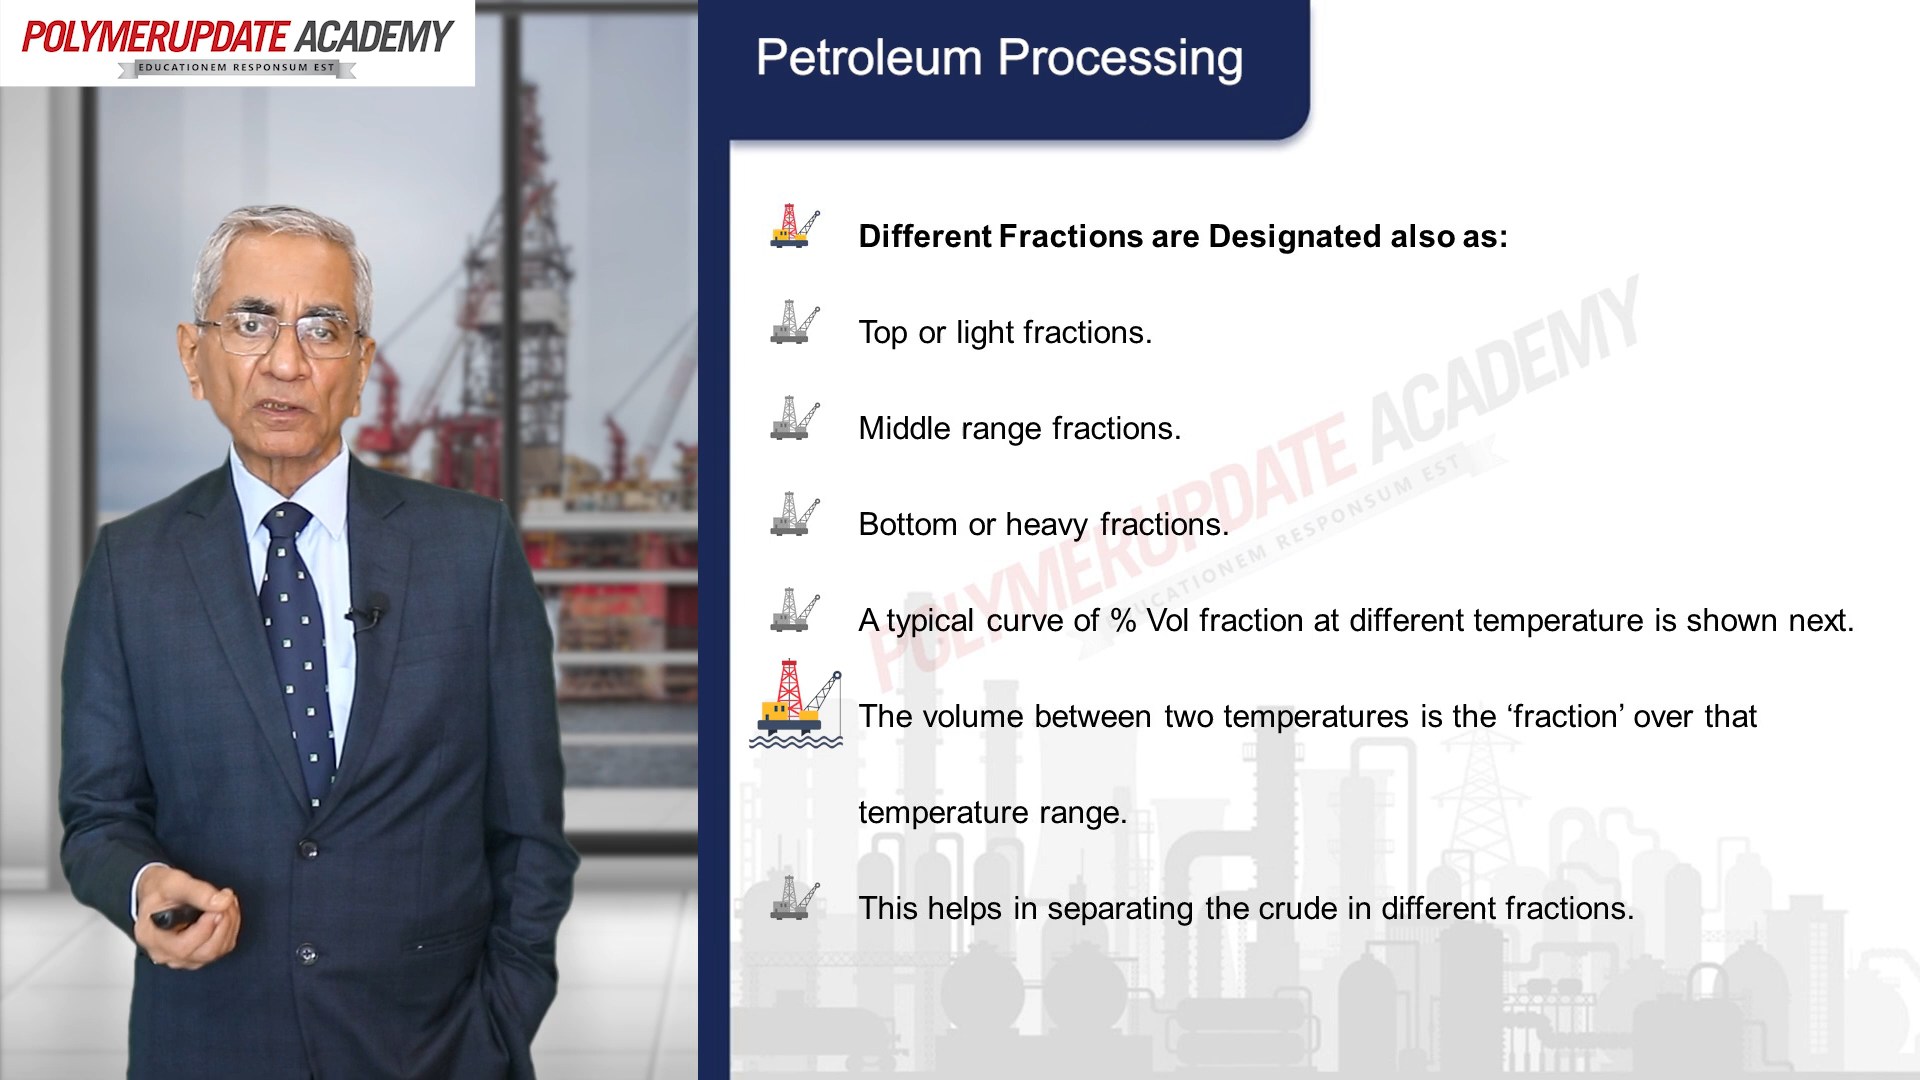 POLYMERUPDATE ACADEMY
EDUCATIONEM RESPONSUM EST
Petroleum Processing
Different Fractions are Designated also as:
Top or light fractions.
Middle range fractions.
Bottom or heavy fractions.
A typical curve of % Vol fraction at different temperature is shown next.
The volume between two temperatures is the ‘fraction’ over that
temperature range.
This helps in separating the crude in different fractions.
POLYMERUPDATE ACADEMY
EDUCATIONEM RESPONSUM EST